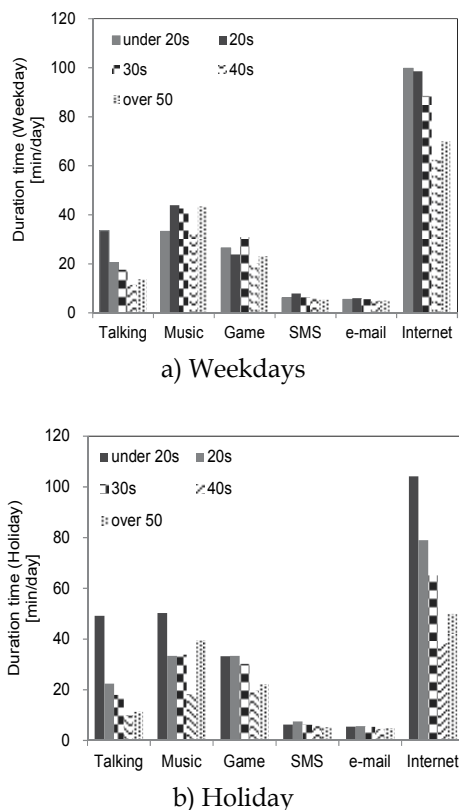 120
100
80
60
40
20
0
Duration time (Weekday)
[min/day]
under 20s 20s
30s 40s
over 50
Talking Music Game SMS e-mail Internet
a) Weekdays
120
100
80
60
40
20
0
Duration time (Holiday)
[min/day]
under 20s 20s
30s 40s
over 50
Talking Music Game SMS e-mail Internet
b) Holiday